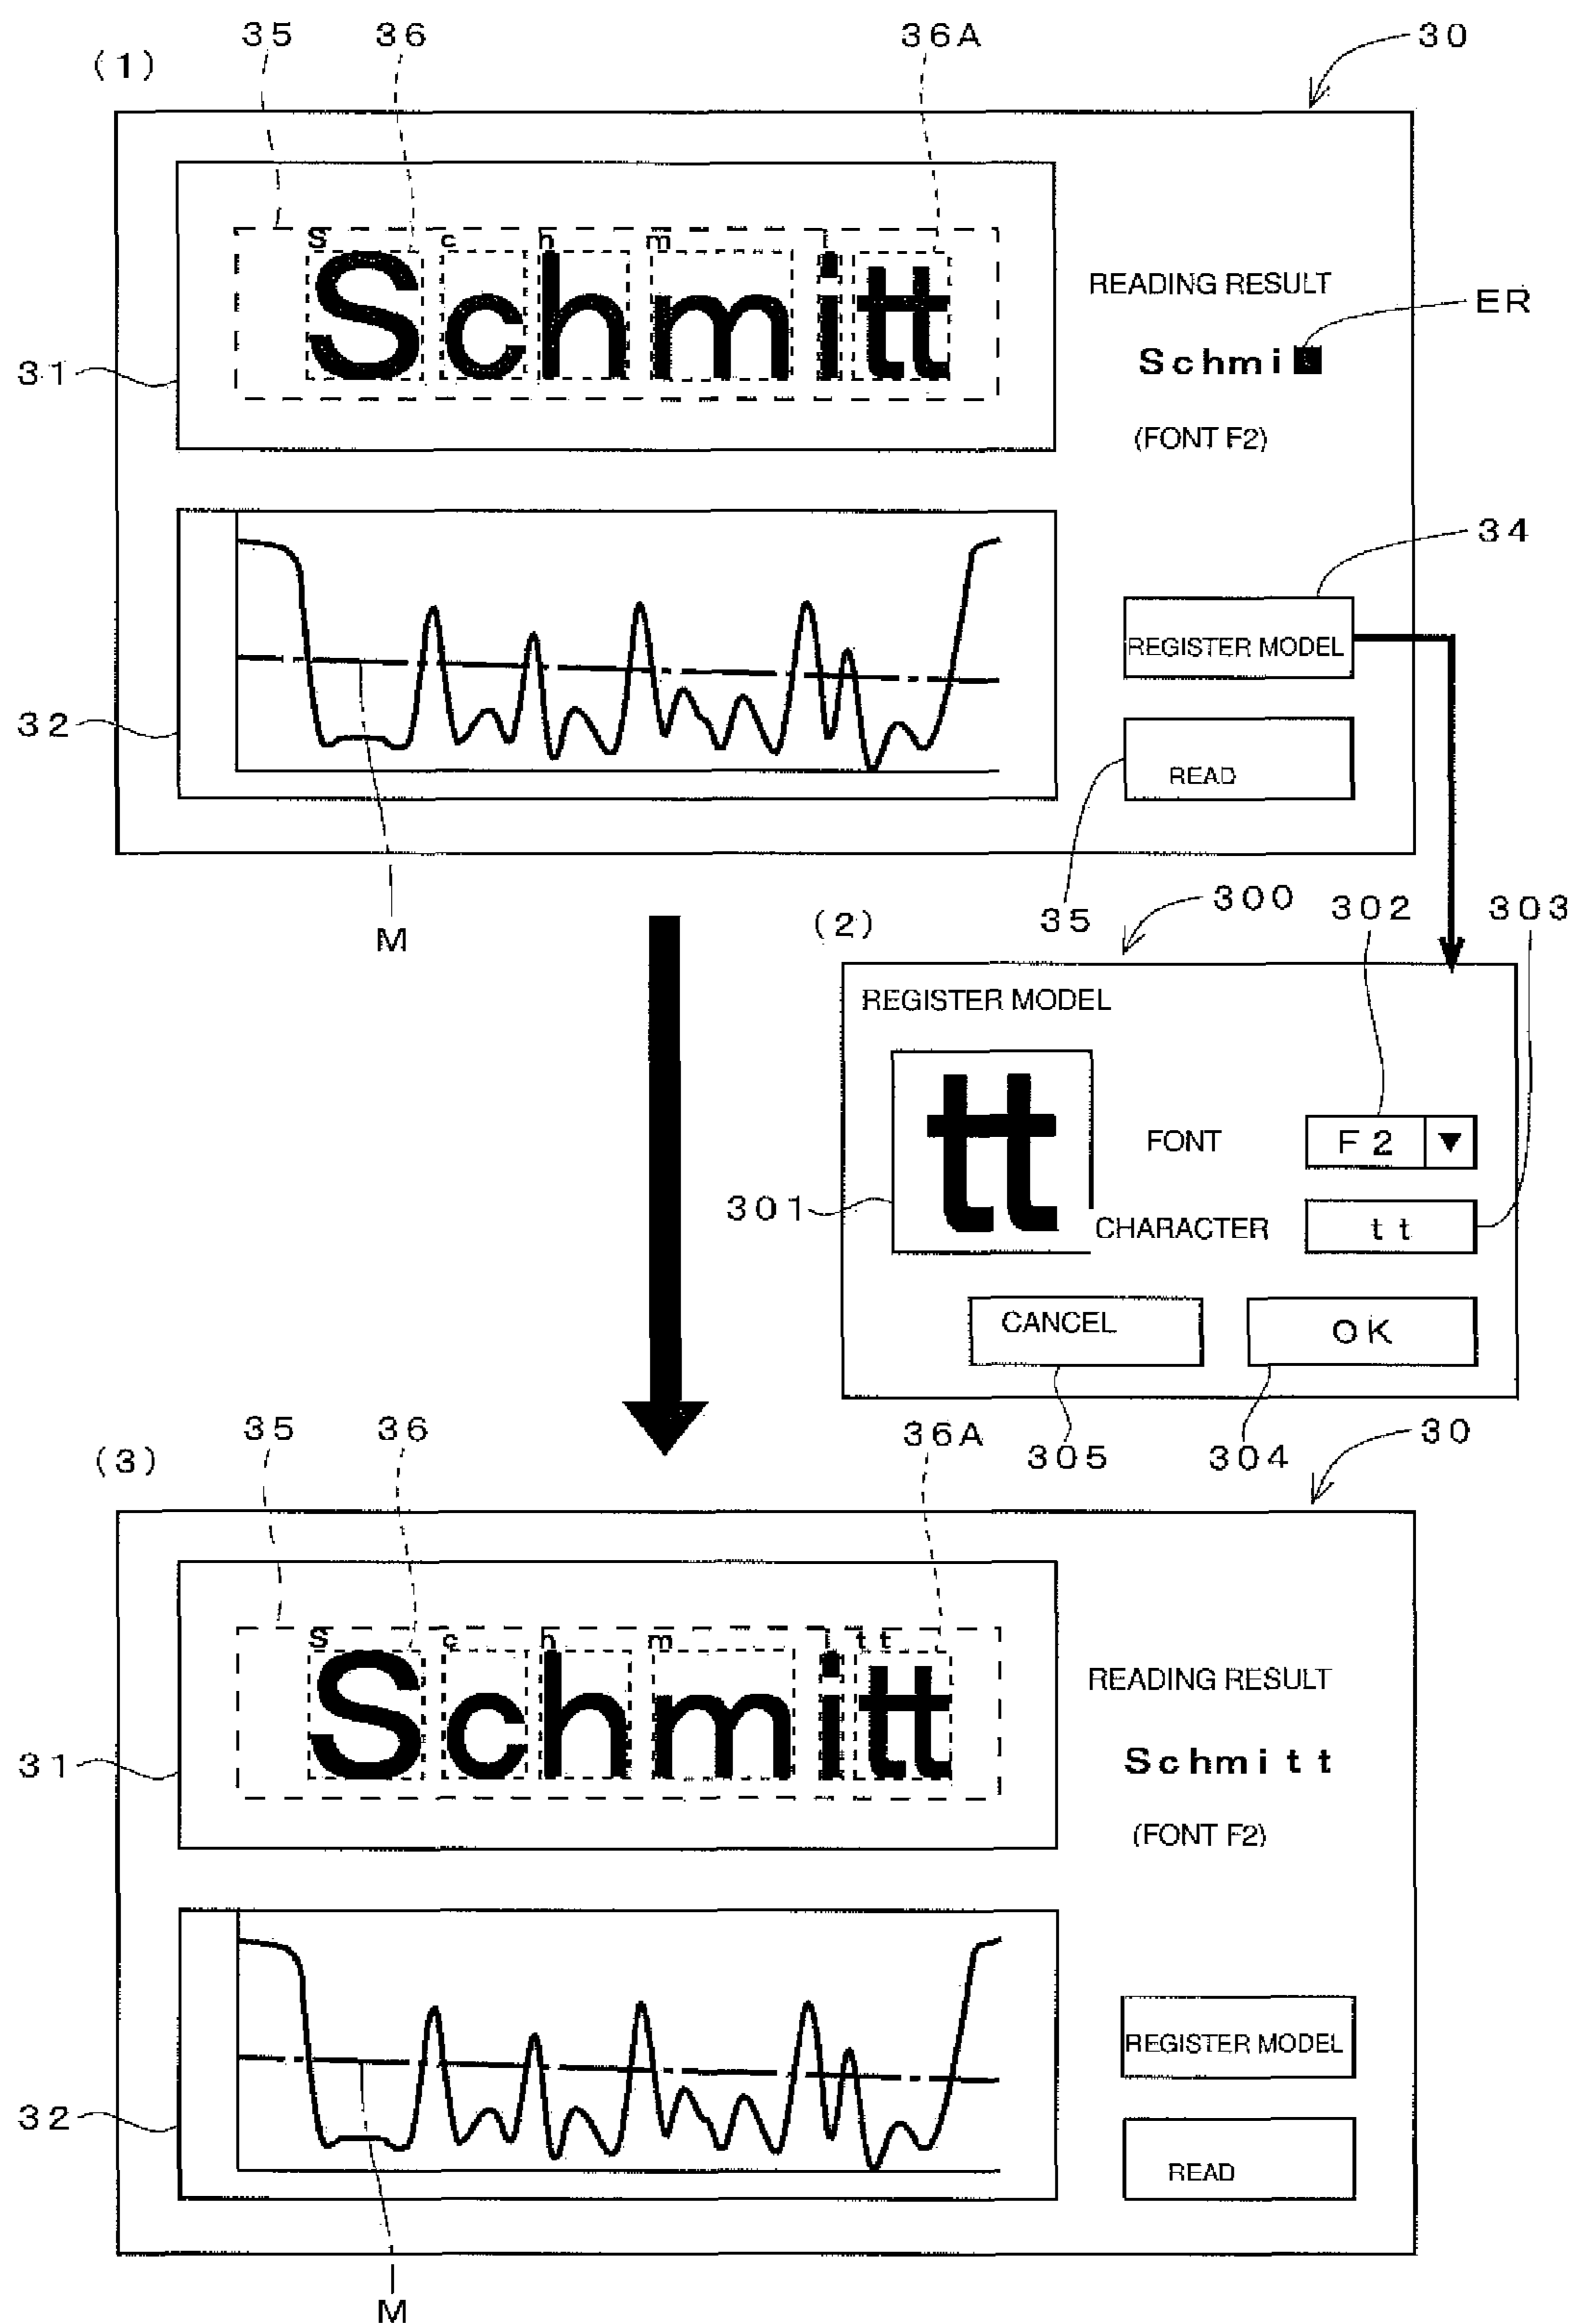 35 36 36A 30
(1)
S c h m i
Schmitt
READING RESULT
ER
Schmi
31
(FONT F2)
34
REGISTER MODEL
32
READ
M
35
(2)
300 302 303
REGISTER MODEL
tt
FONT F2 ▼
301
CHARACTER tt
CANCEL OK
305 304
35 36 36A 30
(3)
S c h m i t t
Schmitt
READING RESULT
31
Schmitt
(FONT F2)
REGISTER MODEL
32
READ
M